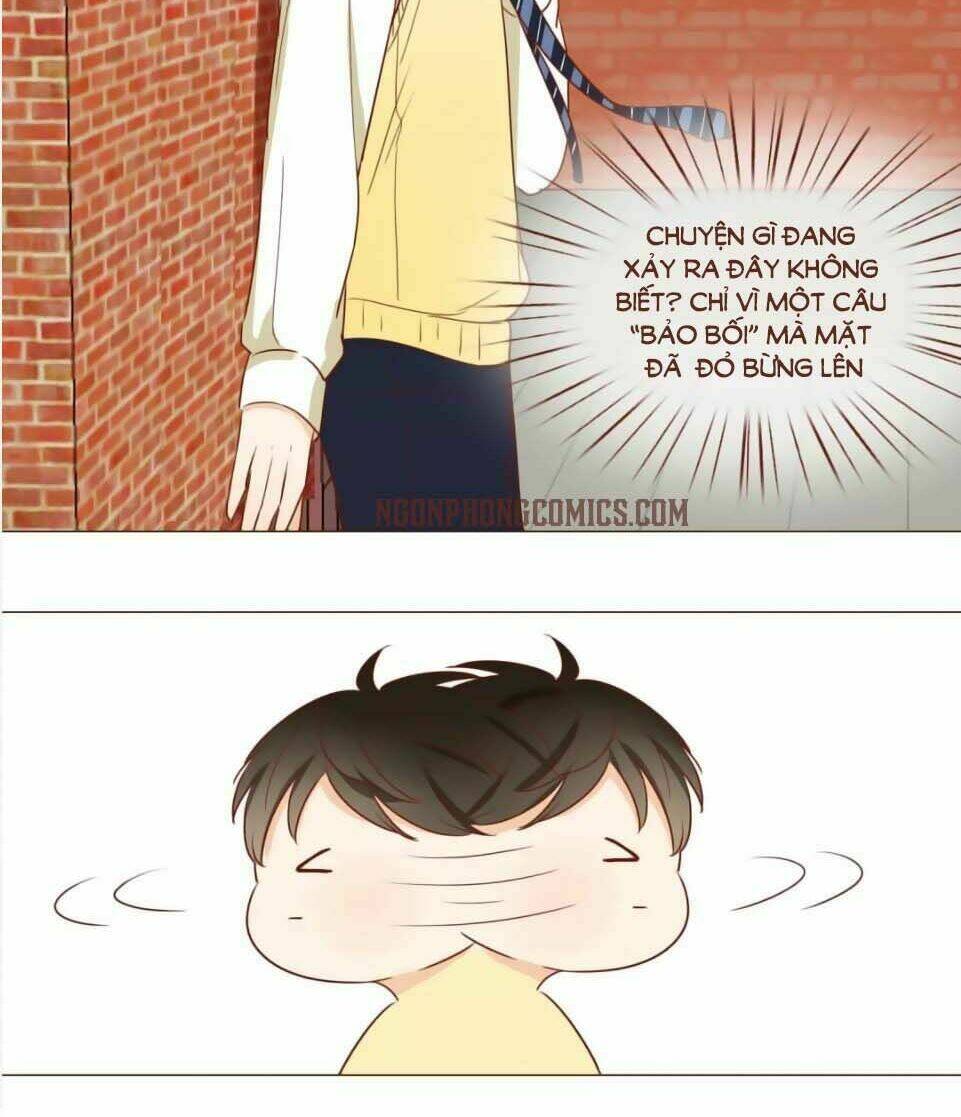 CHUYỆN GÌ ĐANG
XẢY RA ĐÂY KHÔNG
BIẾT? CHỈ VÌ MỘT CÂU
“BẢO BỐI” MÀ MẶT
ĐÃ ĐỎ BỪNG LÊN
NGONPHONGCOMICS.COM